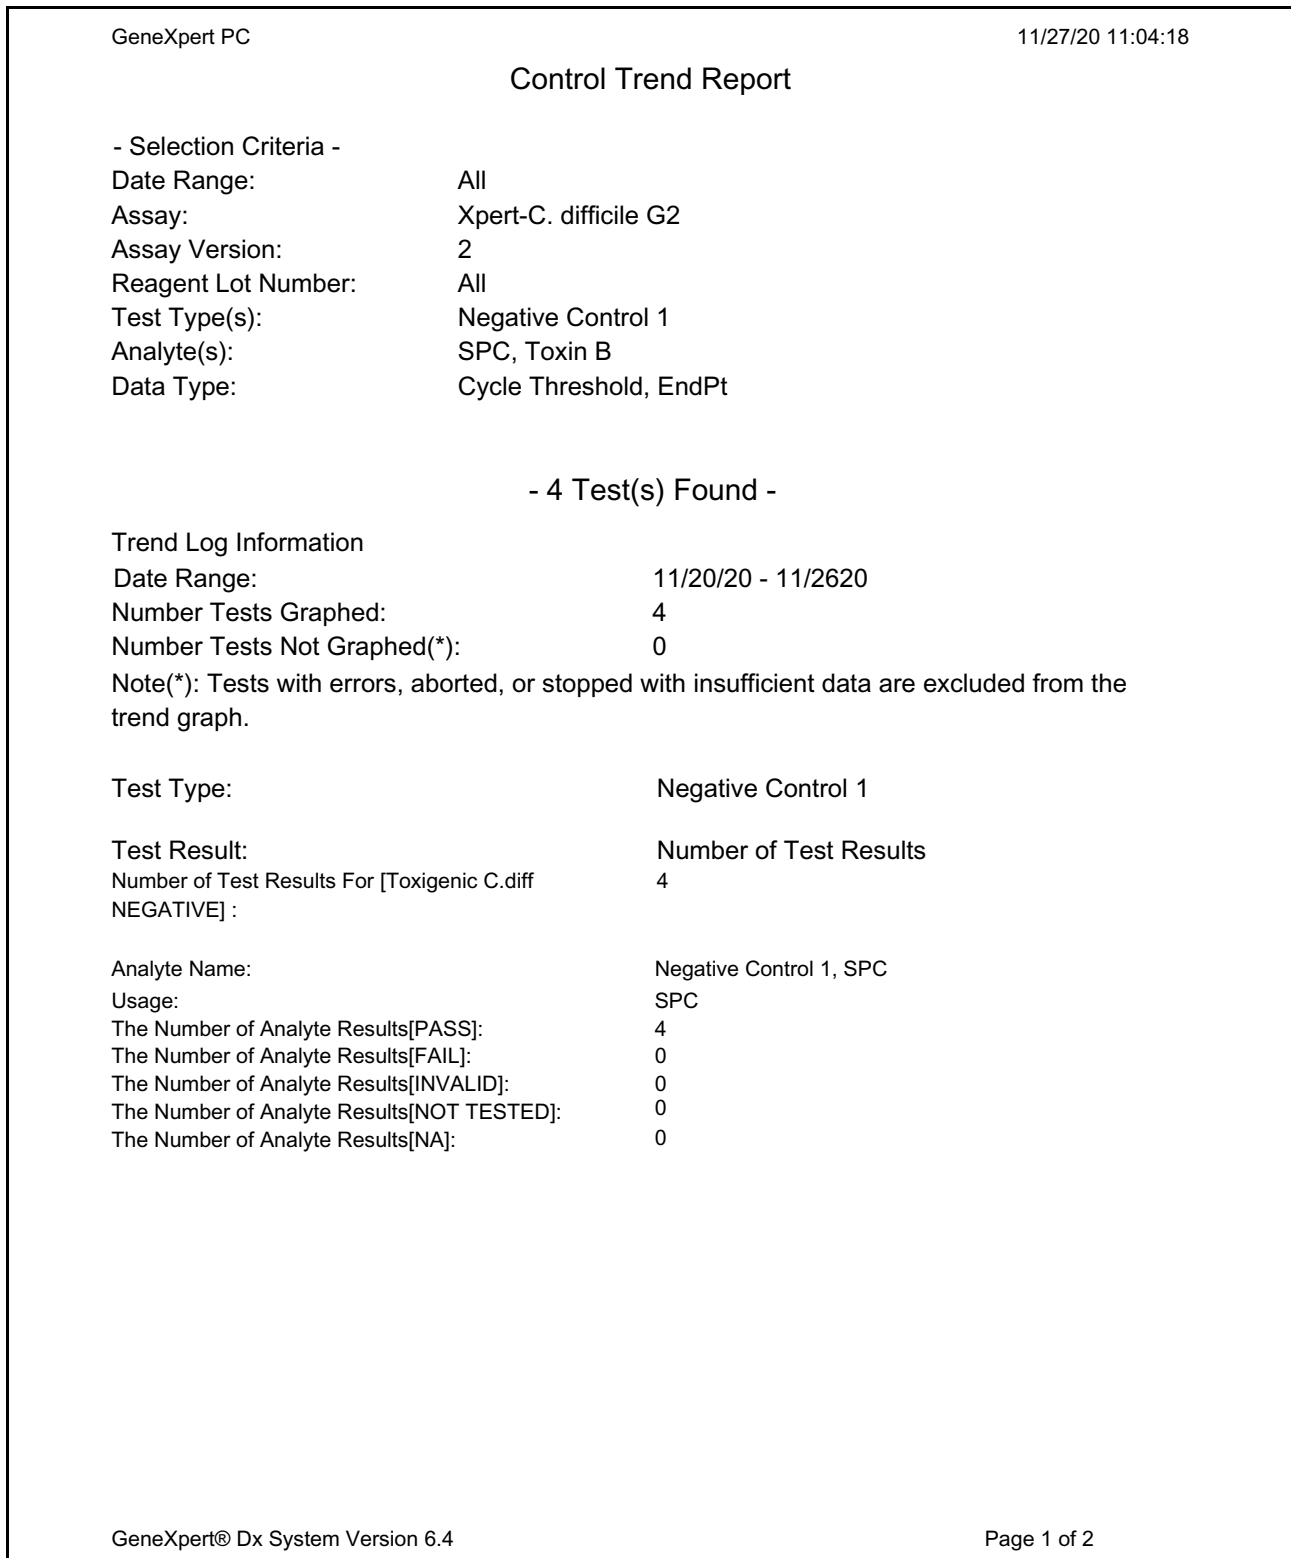 GeneXpert PC 11/27/20 11:04:18
Control Trend Report
- Selection Criteria -
Date Range: All
Assay: Xpert-C. difficile G2
Assay Version: 2
Reagent Lot Number: All
Test Type(s): Negative Control 1
Analyte(s): SPC, Toxin B
Data Type: Cycle Threshold, EndPt
- 4 Test(s) Found -
Trend Log Information
Date Range: 11/20/20 - 11/2620
Number Tests Graphed: 4
Number Tests Not Graphed(*): 0
Note(*): Tests with errors, aborted, or stopped with insufficient data are excluded from the
trend graph.
Test Type: Negative Control 1
Test Result: Number of Test Results
Number of Test Results For [Toxigenic C.diff 4
NEGATIVE] :
Analyte Name: Negative Control 1, SPC
Usage: SPC
The Number of Analyte Results[PASS]: 4
The Number of Analyte Results[FAIL]: 0
The Number of Analyte Results[INVALID]: 0
The Number of Analyte Results[NOT TESTED]: 0
The Number of Analyte Results[NA]: 0
GeneXpert® Dx System Version 6.4 Page 1 of 2